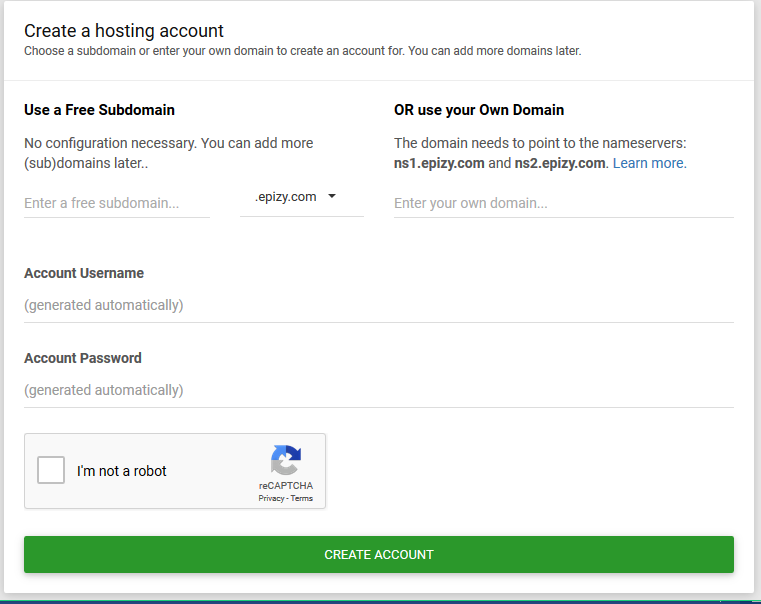 Create a hosting account
Choose a subdomain or enter your own domain to create an account for. You can add more domains later.
Use a Free Subdomain
No configuration necessary. You can add more
(sub)domains later..
Enter a free subdomain...
.epizy.com
OR use your Own Domain
The domain needs to point to the nameservers:
ns1.epizy.com and ns2.epizy.com. Learn more.
Enter your own domain...
Account Username
(generated automatically)
Account Password
(generated automatically)
I'm not a robot
reCAPTCHA
Privacy - Terms
CREATE ACCOUNT